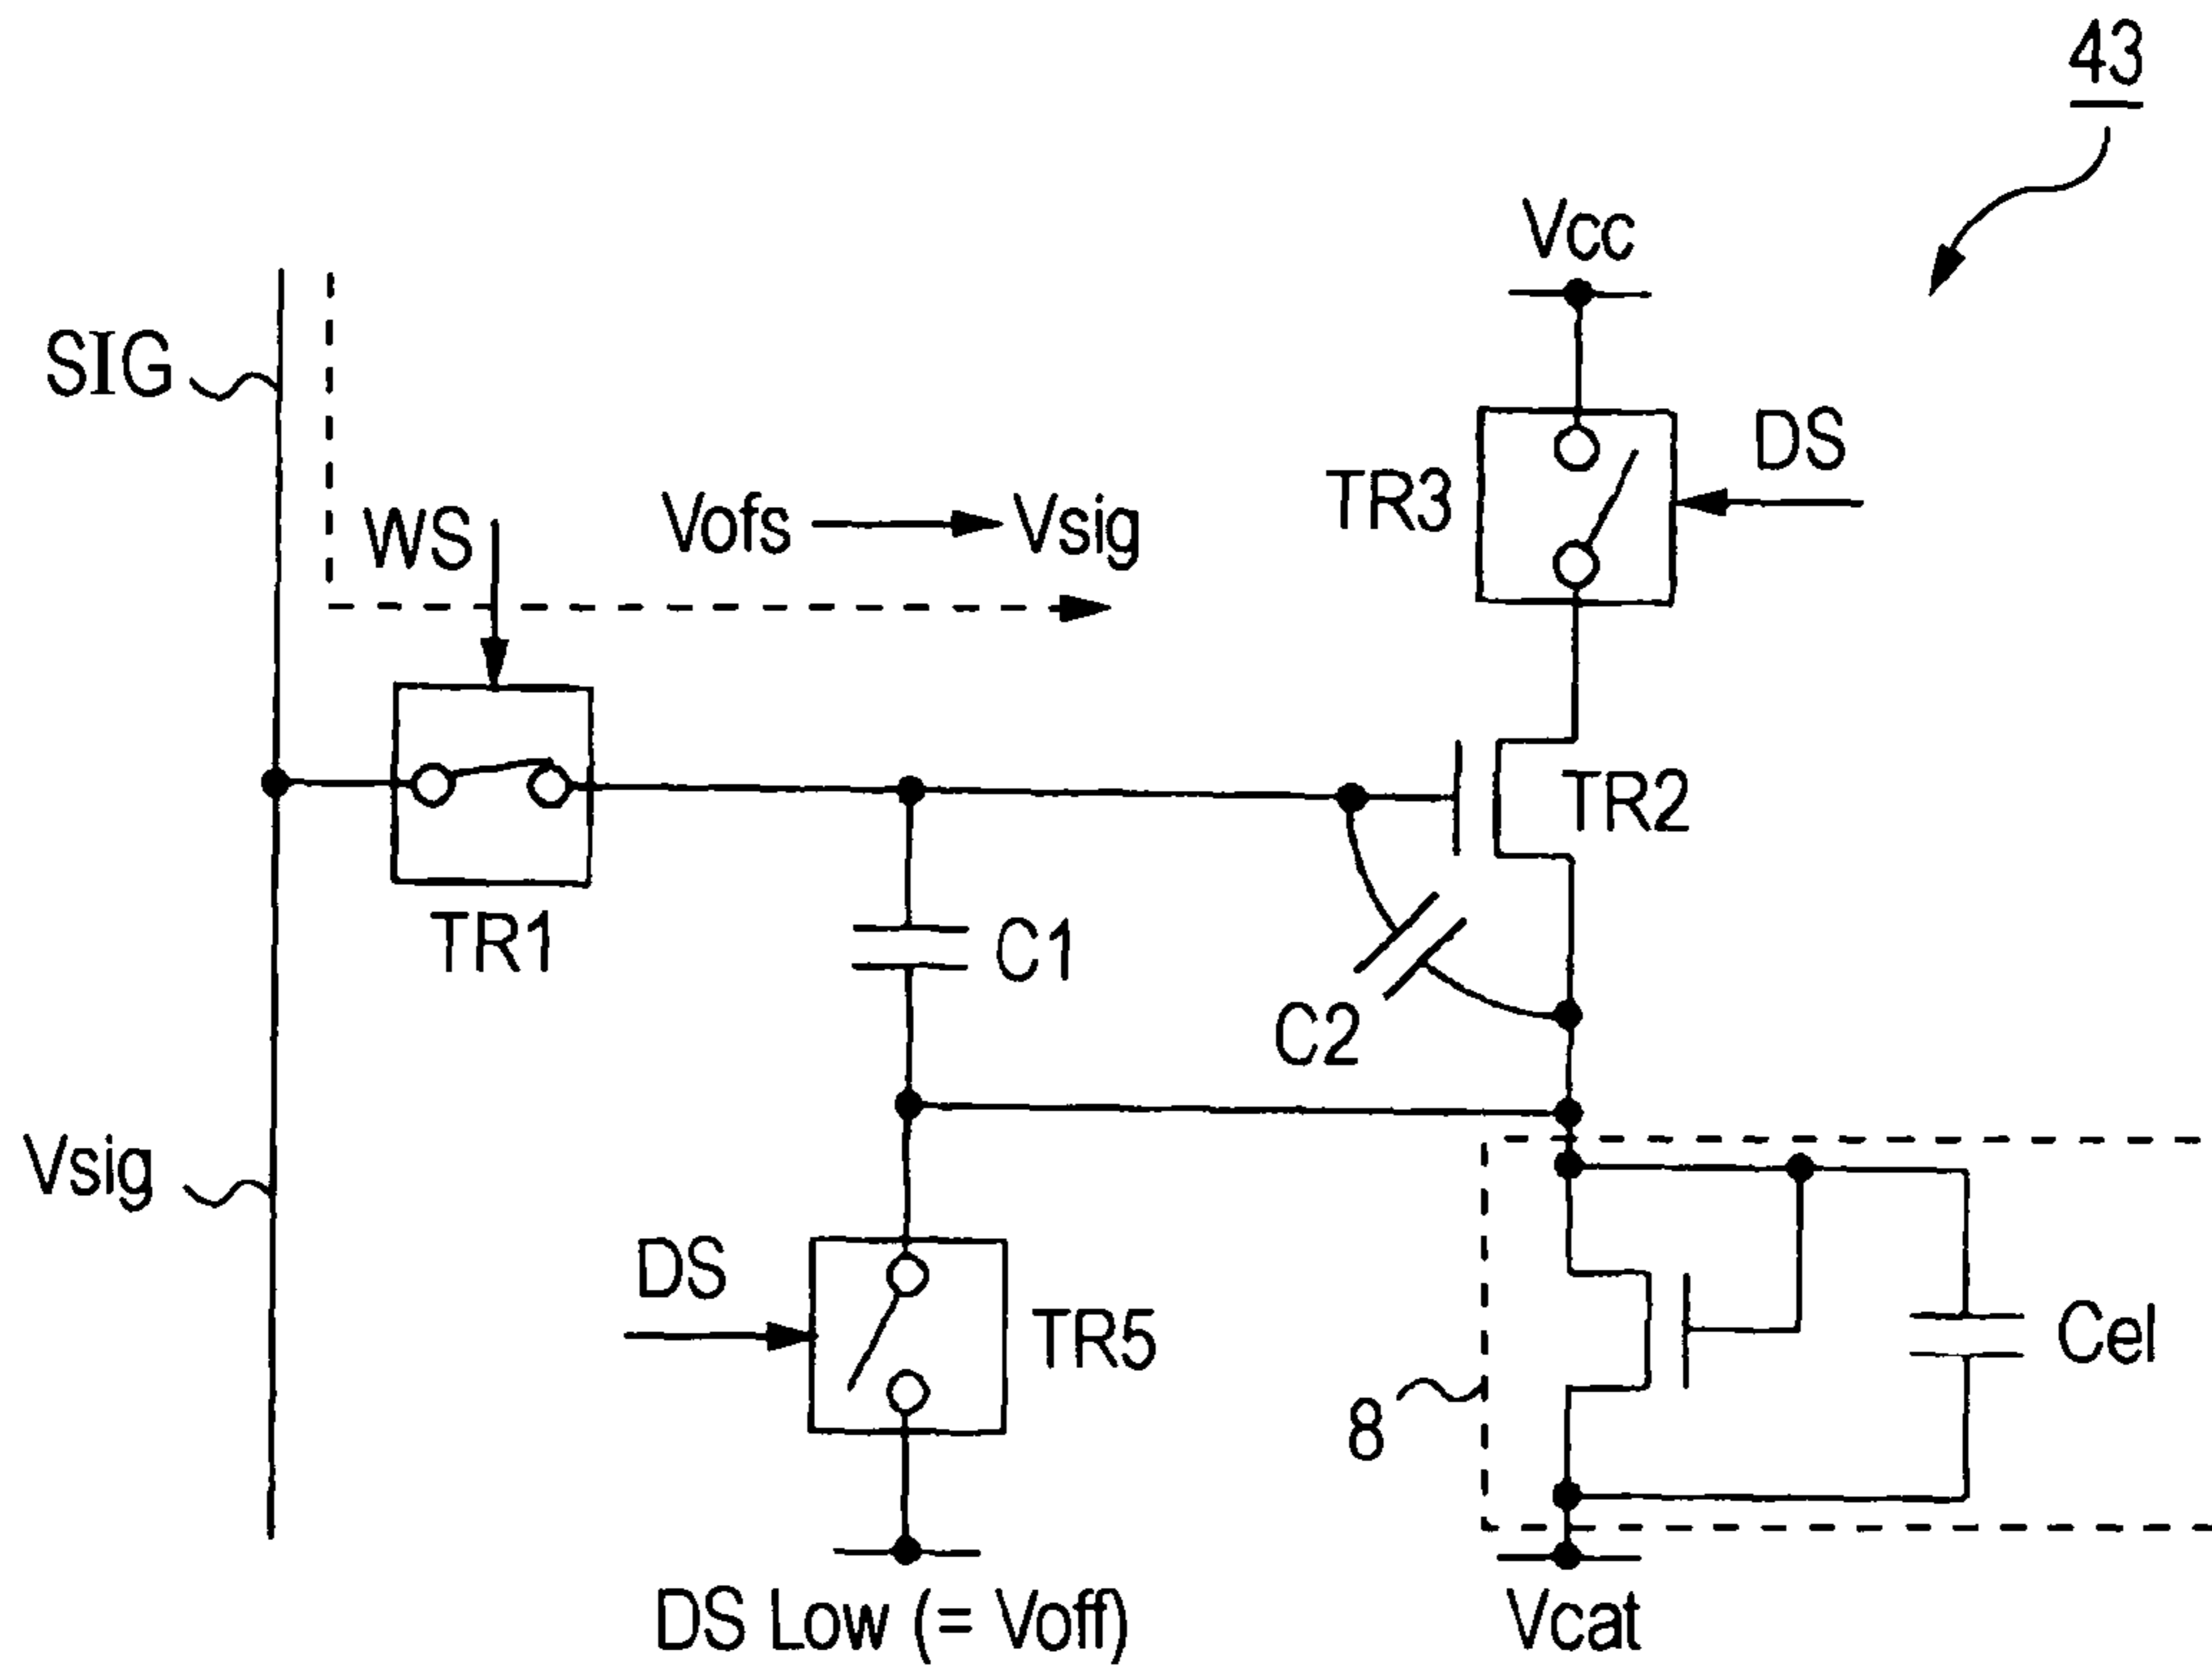 43
Vcc
SIG
DS
TR3
WS
Vofs
Vsig
TR2
TR1
C1
C2
Vsig
DS
TR5
Cel
8
DS Low (= Voff)
Vcat